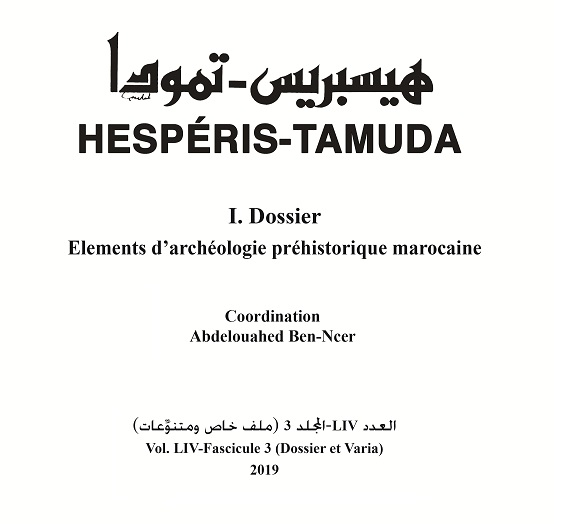 هيسبريس-تمودا
HESPÉRIS-TAMUDA
I. Dossier
Elements d’archéologie préhistorique marocaine
Coordination
Abdelouahed Ben-Ncer
العدد LIV-المجلد 3 (ملف خاص ومتنوّعات)
Vol. LIV-Fascicule 3 (Dossier et Varia)
2019